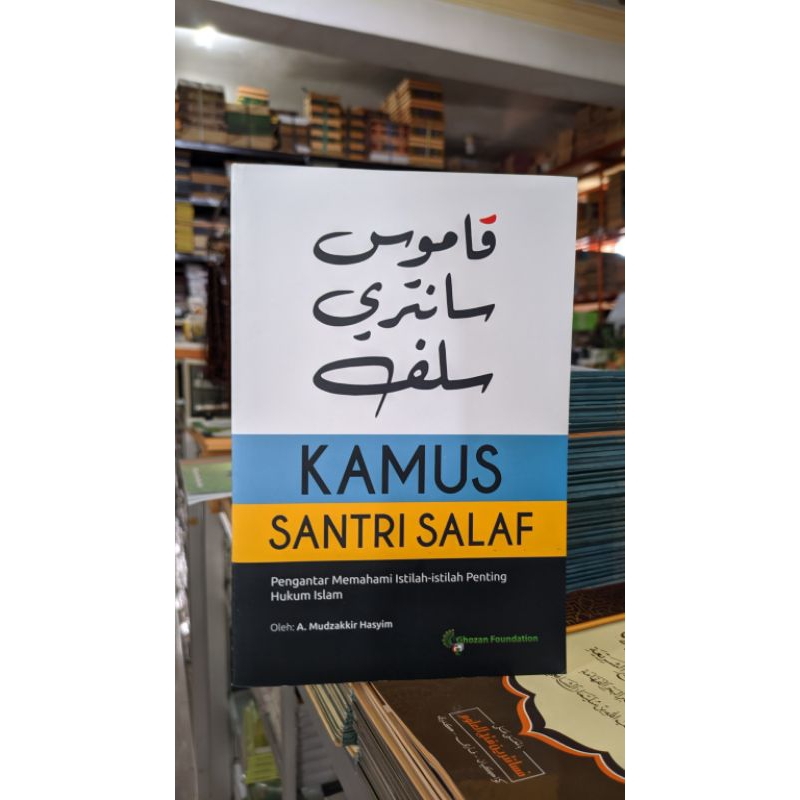 قاموس
سانتري
سلف
KAMUS
SANTRI SALAF
Pengantar Memahami Istilah-istilah Penting
Hukum Islam
Oleh: A. Mudzakkir Hasyim
Ghozan Foundation